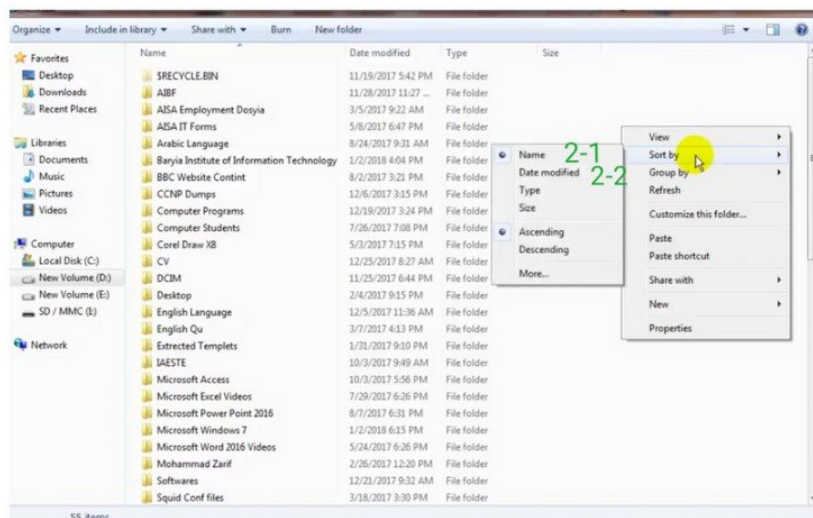 Organize Include in library Share with Burn New folder
Name Date modified Type Size
Favorites
Desktop
Downloads
Recent Places
Libraries
Documents
Music
Pictures
Videos
Computer
Local Disk (C:)
New Volume (D:)
New Volume (E:)
SD / MMC (I:)
Network
$RECYCLE.BIN 11/19/2017 5:42 PM File folder
AIBF 11/28/2017 11:27 ... File folder
AISA Employment Dosyia 3/5/2017 9:22 AM File folder
AISA IT Forms 5/8/2017 6:47 PM File folder
Arabic Language 8/24/2017 9:31 AM File folder
Baryia Institute of Information Technology 1/2/2018 4:04 PM File folder
BBC Website Contint 8/2/2017 3:21 PM File folder
CCNP Dumps 12/6/2017 3:15 PM File folder
Computer Programs 12/19/2017 3:24 PM File folder
Computer Students 7/26/2017 7:08 PM File folder
Corel Draw X8 5/3/2017 7:15 PM File folder
CV 12/25/2017 8:27 AM File folder
DCIM 11/25/2017 6:44 PM File folder
Desktop 2/4/2017 9:15 PM File folder
English Language 12/5/2017 11:36 AM File folder
English Qu 3/7/2017 4:13 PM File folder
Extrected Templets 1/31/2017 9:10 PM File folder
IAESTE 10/3/2017 9:49 AM File folder
Microsoft Access 10/3/2017 5:56 PM File folder
Microsoft Excel Videos 7/29/2017 6:26 PM File folder
Microsoft Power Point 2016 8/7/2017 6:31 PM File folder
Microsoft Windows 7 1/2/2018 6:15 PM File folder
Microsoft Word 2016 Videos 5/24/2017 6:26 PM File folder
Mohammad Zarif 2/26/2017 12:20 PM File folder
Softwares 12/21/2017 9:32 AM File folder
Squid Conf files 3/18/2017 3:30 PM File folder
Name 2-1
Date modified 2-2
Type
Size
Ascending
Descending
More...
View
Sort by
Group by
Refresh
Customize this folder...
Paste
Paste shortcut
Share with
New
Properties
55 items